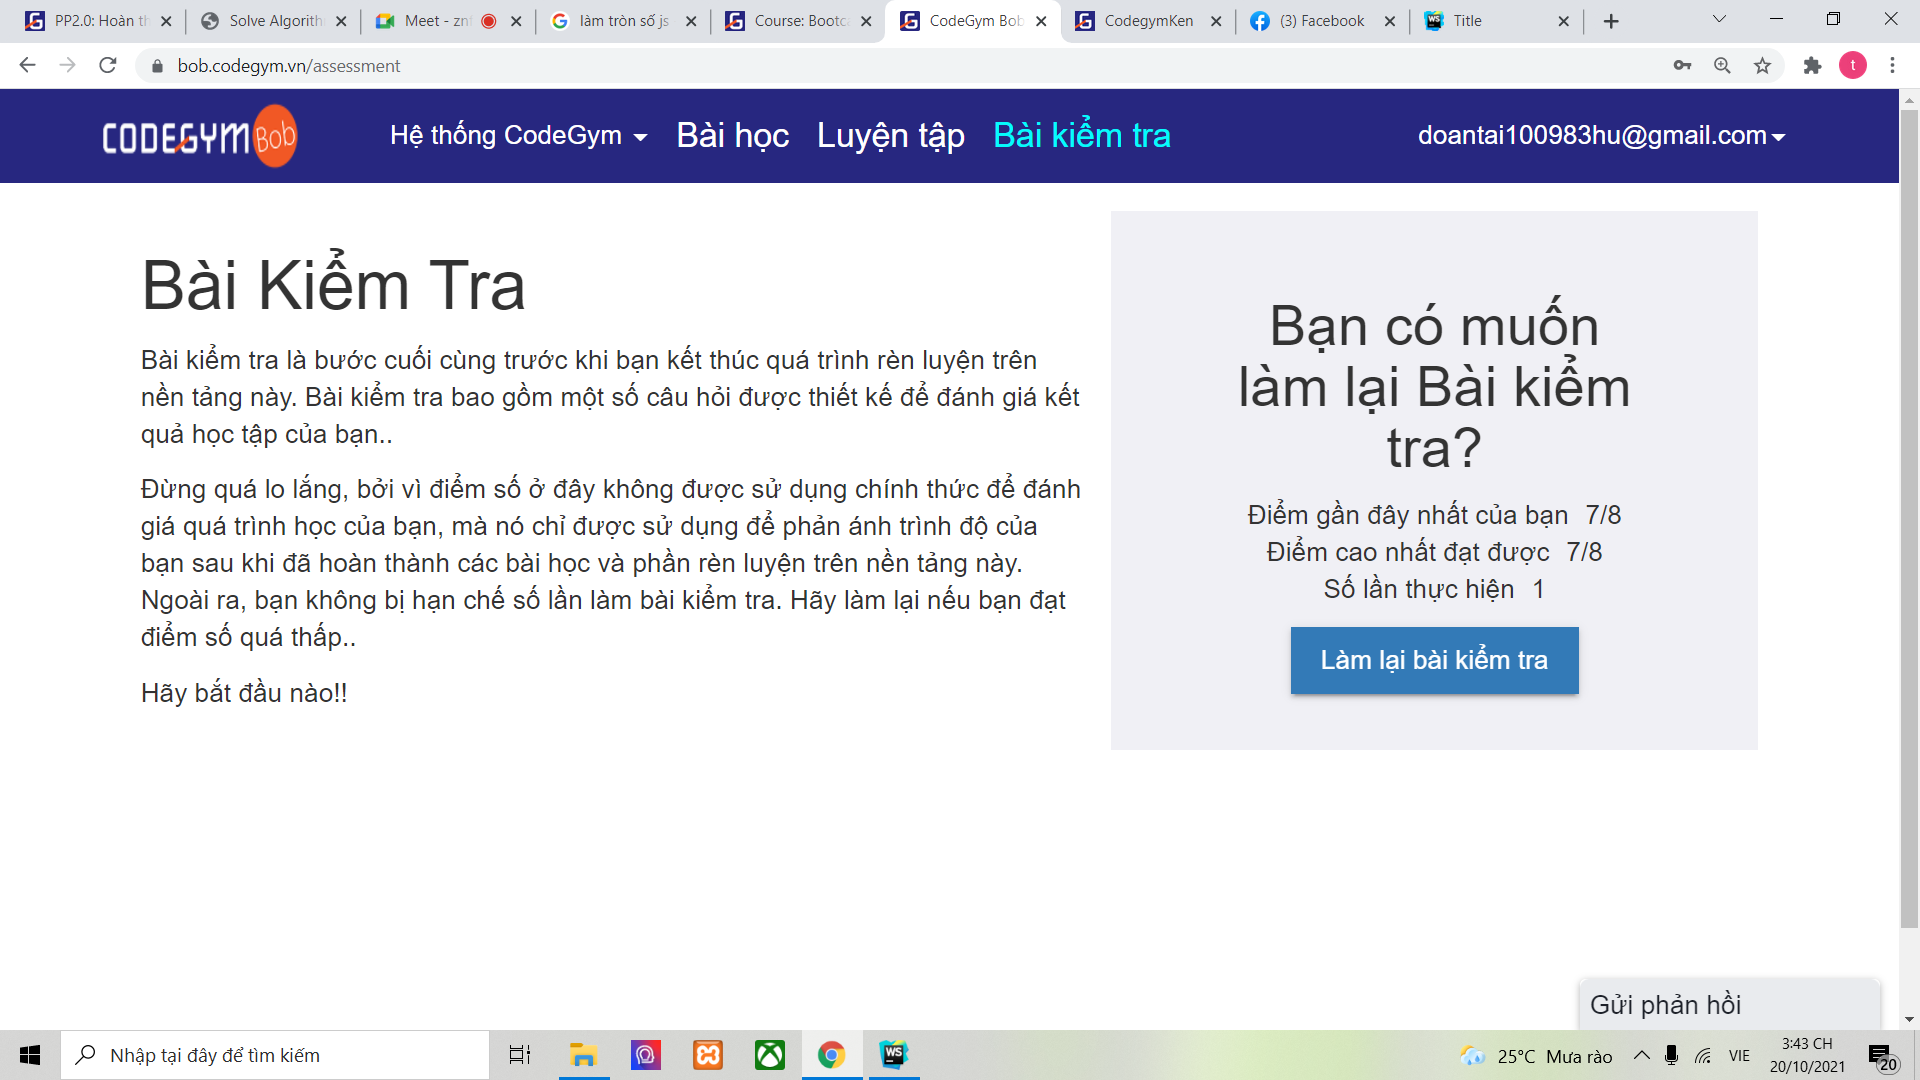 PP2.0: Hoàn th
Solve Algorith
Meet - zn
làm tròn số js
Course: Bootc
CodeGym Bob
CodegymKen
(3) Facebook
Title
bob.codegym.vn/assessment
t
CODEGYM Bob
Hệ thống CodeGym
Bài học
Luyện tập
Bài kiểm tra
doantai100983hu@gmail.com
Bài Kiểm Tra
Bài kiểm tra là bước cuối cùng trước khi bạn kết thúc quá trình rèn luyện trên
nền tảng này. Bài kiểm tra bao gồm một số câu hỏi được thiết kế để đánh giá kết
quả học tập của bạn..
Đừng quá lo lắng, bởi vì điểm số ở đây không được sử dụng chính thức để đánh
giá quá trình học của bạn, mà nó chỉ được sử dụng để phản ánh trình độ của
bạn sau khi đã hoàn thành các bài học và phần rèn luyện trên nền tảng này.
Ngoài ra, bạn không bị hạn chế số lần làm bài kiểm tra. Hãy làm lại nếu bạn đạt
điểm số quá thấp..
Hãy bắt đầu nào!!
Bạn có muốn
làm lại Bài kiểm
tra?
Điểm gần đây nhất của bạn 7/8
Điểm cao nhất đạt được 7/8
Số lần thực hiện 1
Làm lại bài kiểm tra
Gửi phản hồi
Nhập tại đây để tìm kiếm
WS
25°C Mưa rào
VIE
3:43 CH
20/10/2021
20